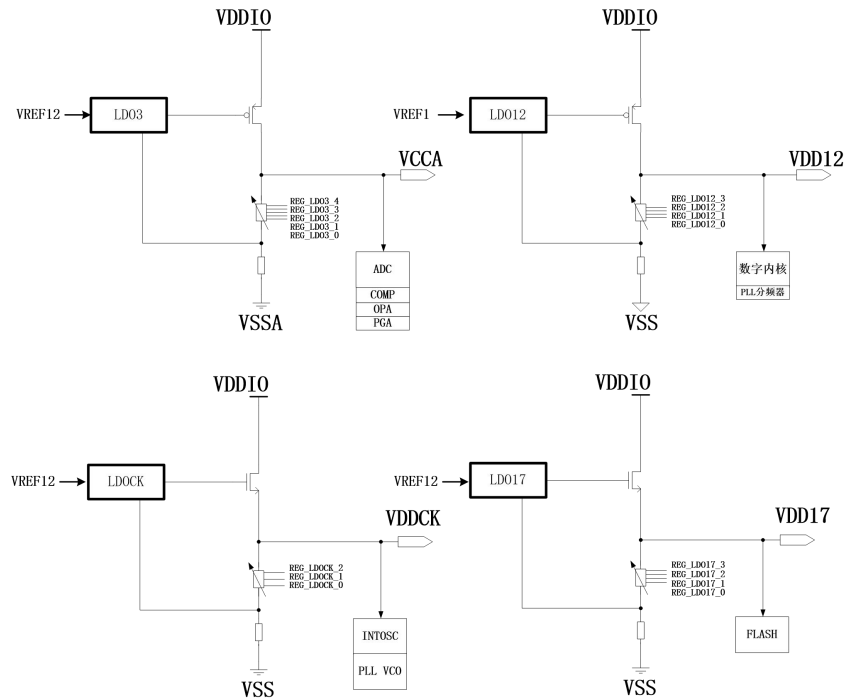 VDDIO
VREF12
LDO3
VCCA
REG_LDO3_4
REG_LDO3_3
REG_LDO3_2
REG_LDO3_1
REG_LDO3_0
ADC
COMP
OPA
PGA
VSSA
VDDIO
VREF1
LDO12
VDD12
REG_LDO12_3
REG_LDO12_2
REG_LDO12_1
REG_LDO12_0
数字内核
PLL分频器
VSS
VDDIO
VREF12
LDOCK
VDDCK
REG_LDOCK_2
REG_LDOCK_1
REG_LDOCK_0
INTOSC
PLL VCO
VSS
VDDIO
VREF12
LDO17
VDD17
REG_LDO17_3
REG_LDO17_2
REG_LDO17_1
REG_LDO17_0
FLASH
VSS